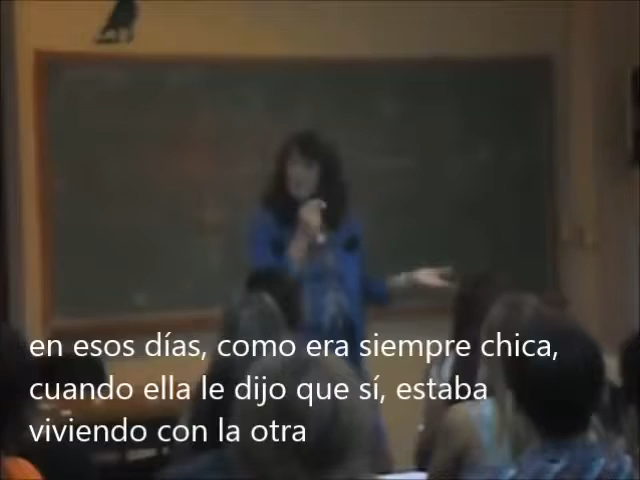 en esos días, como era siempre chica,
cuando ella le dijo que sí, estaba
viviendo con la otra